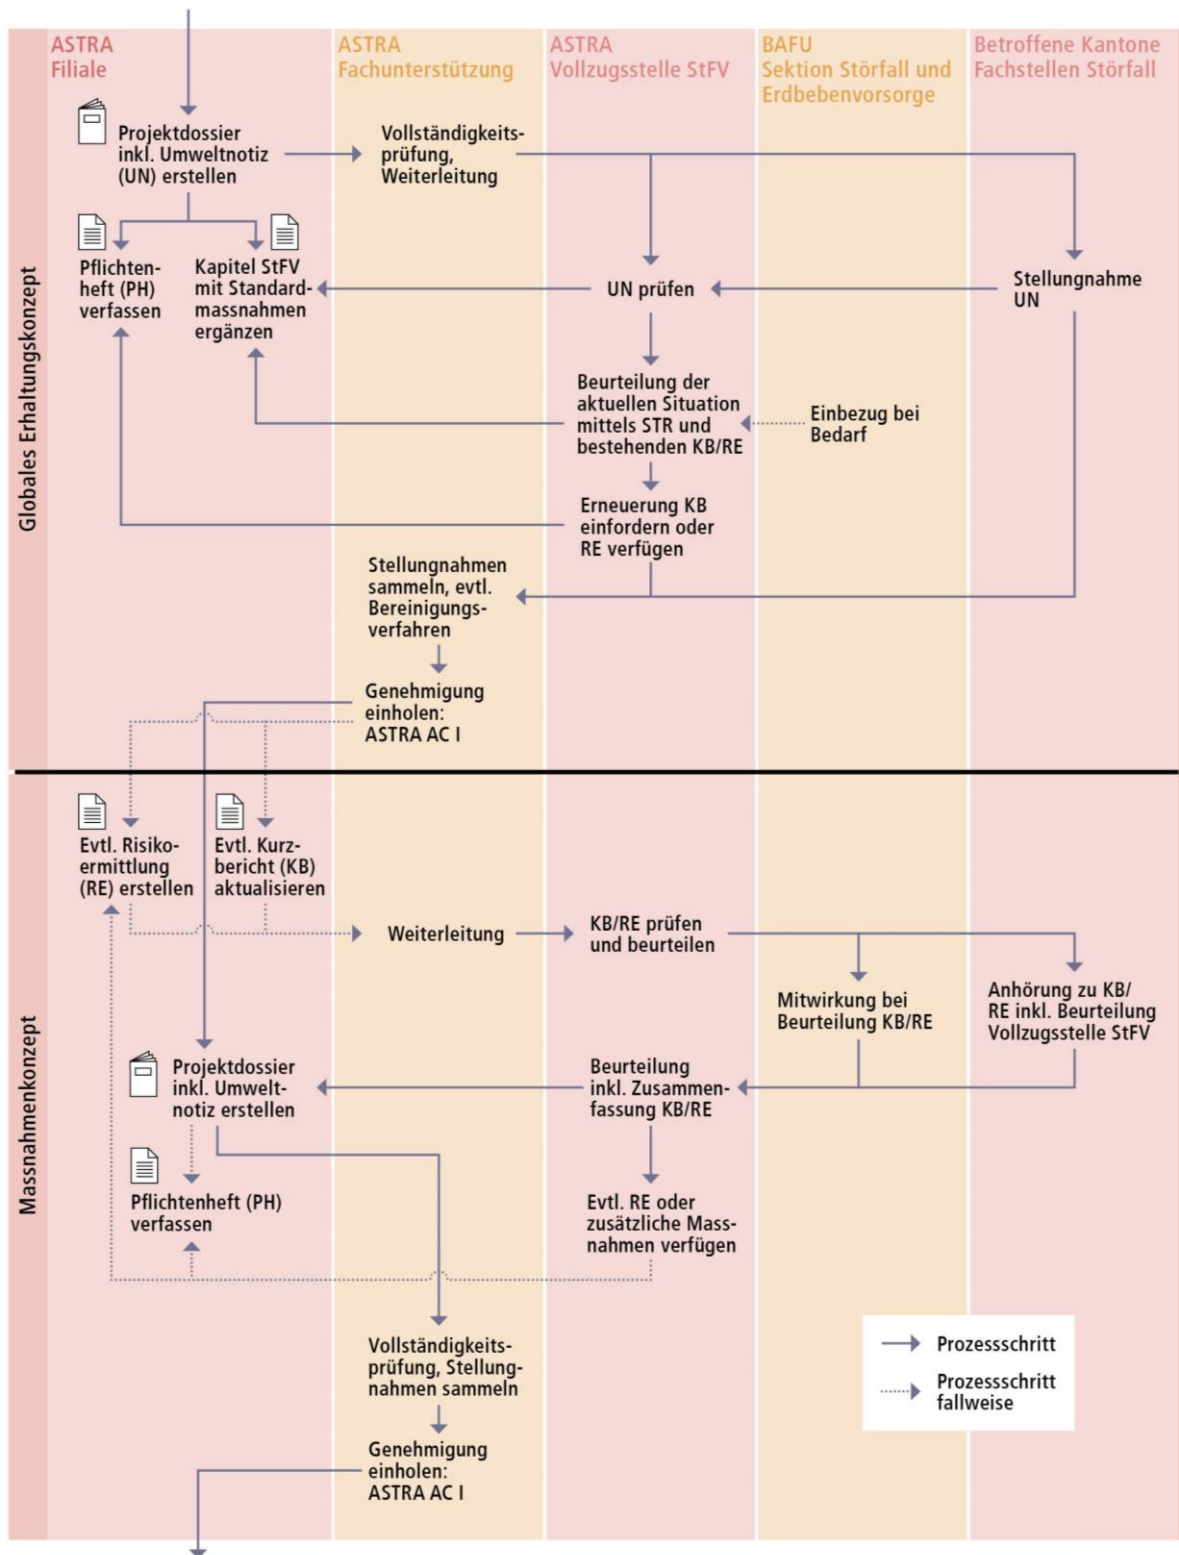 ASTRA
Filiale
ASTRA
Fachunterstützung
ASTRA
Vollzugsstelle StFV
BAFU
Sektion Störfall und
Erdbebenvorsorge
Betroffene Kantone
Fachstellen Störfall
Globales Erhaltungskonzept
Projektdossier
inkl. Umweltnotiz
(UN) erstellen
Vollständigkeits-
prüfung,
Weiterleitung
Pflichten-
heft (PH)
verfassen
Kapitel StFV
mit Standard-
massnahmen
ergänzen
UN prüfen
Stellungnahme
UN
Beurteilung der
aktuellen Situation
mittels STR und
bestehenden KB/RE
Einbezug bei
Bedarf
Erneuerung KB
einfordern oder
RE verfügen
Stellungnahmen
sammeln, evtl.
Bereinigungs-
verfahren
Genehmigung
einholen:
ASTRA AC I
Massnahmenkonzept
Evtl. Risiko-
ermittlung
(RE) erstellen
Evtl. Kurz-
bericht (KB)
aktualisieren
Weiterleitung
KB/RE prüfen
und beurteilen
Mitwirkung bei
Beurteilung KB/RE
Anhörung zu KB/
RE inkl. Beurteilung
Vollzugsstelle StFV
Projektdossier
inkl. Umwelt-
notiz erstellen
Beurteilung
inkl. Zusammen-
fassung KB/RE
Pflichtenheft (PH)
verfassen
Evtl. RE oder
zusätzliche Mass-
nahmen verfügen
Vollständigkeits-
prüfung, Stellung-
nahmen sammeln
Genehmigung
einholen:
ASTRA AC I
Prozessschritt
Prozessschritt
fallweise